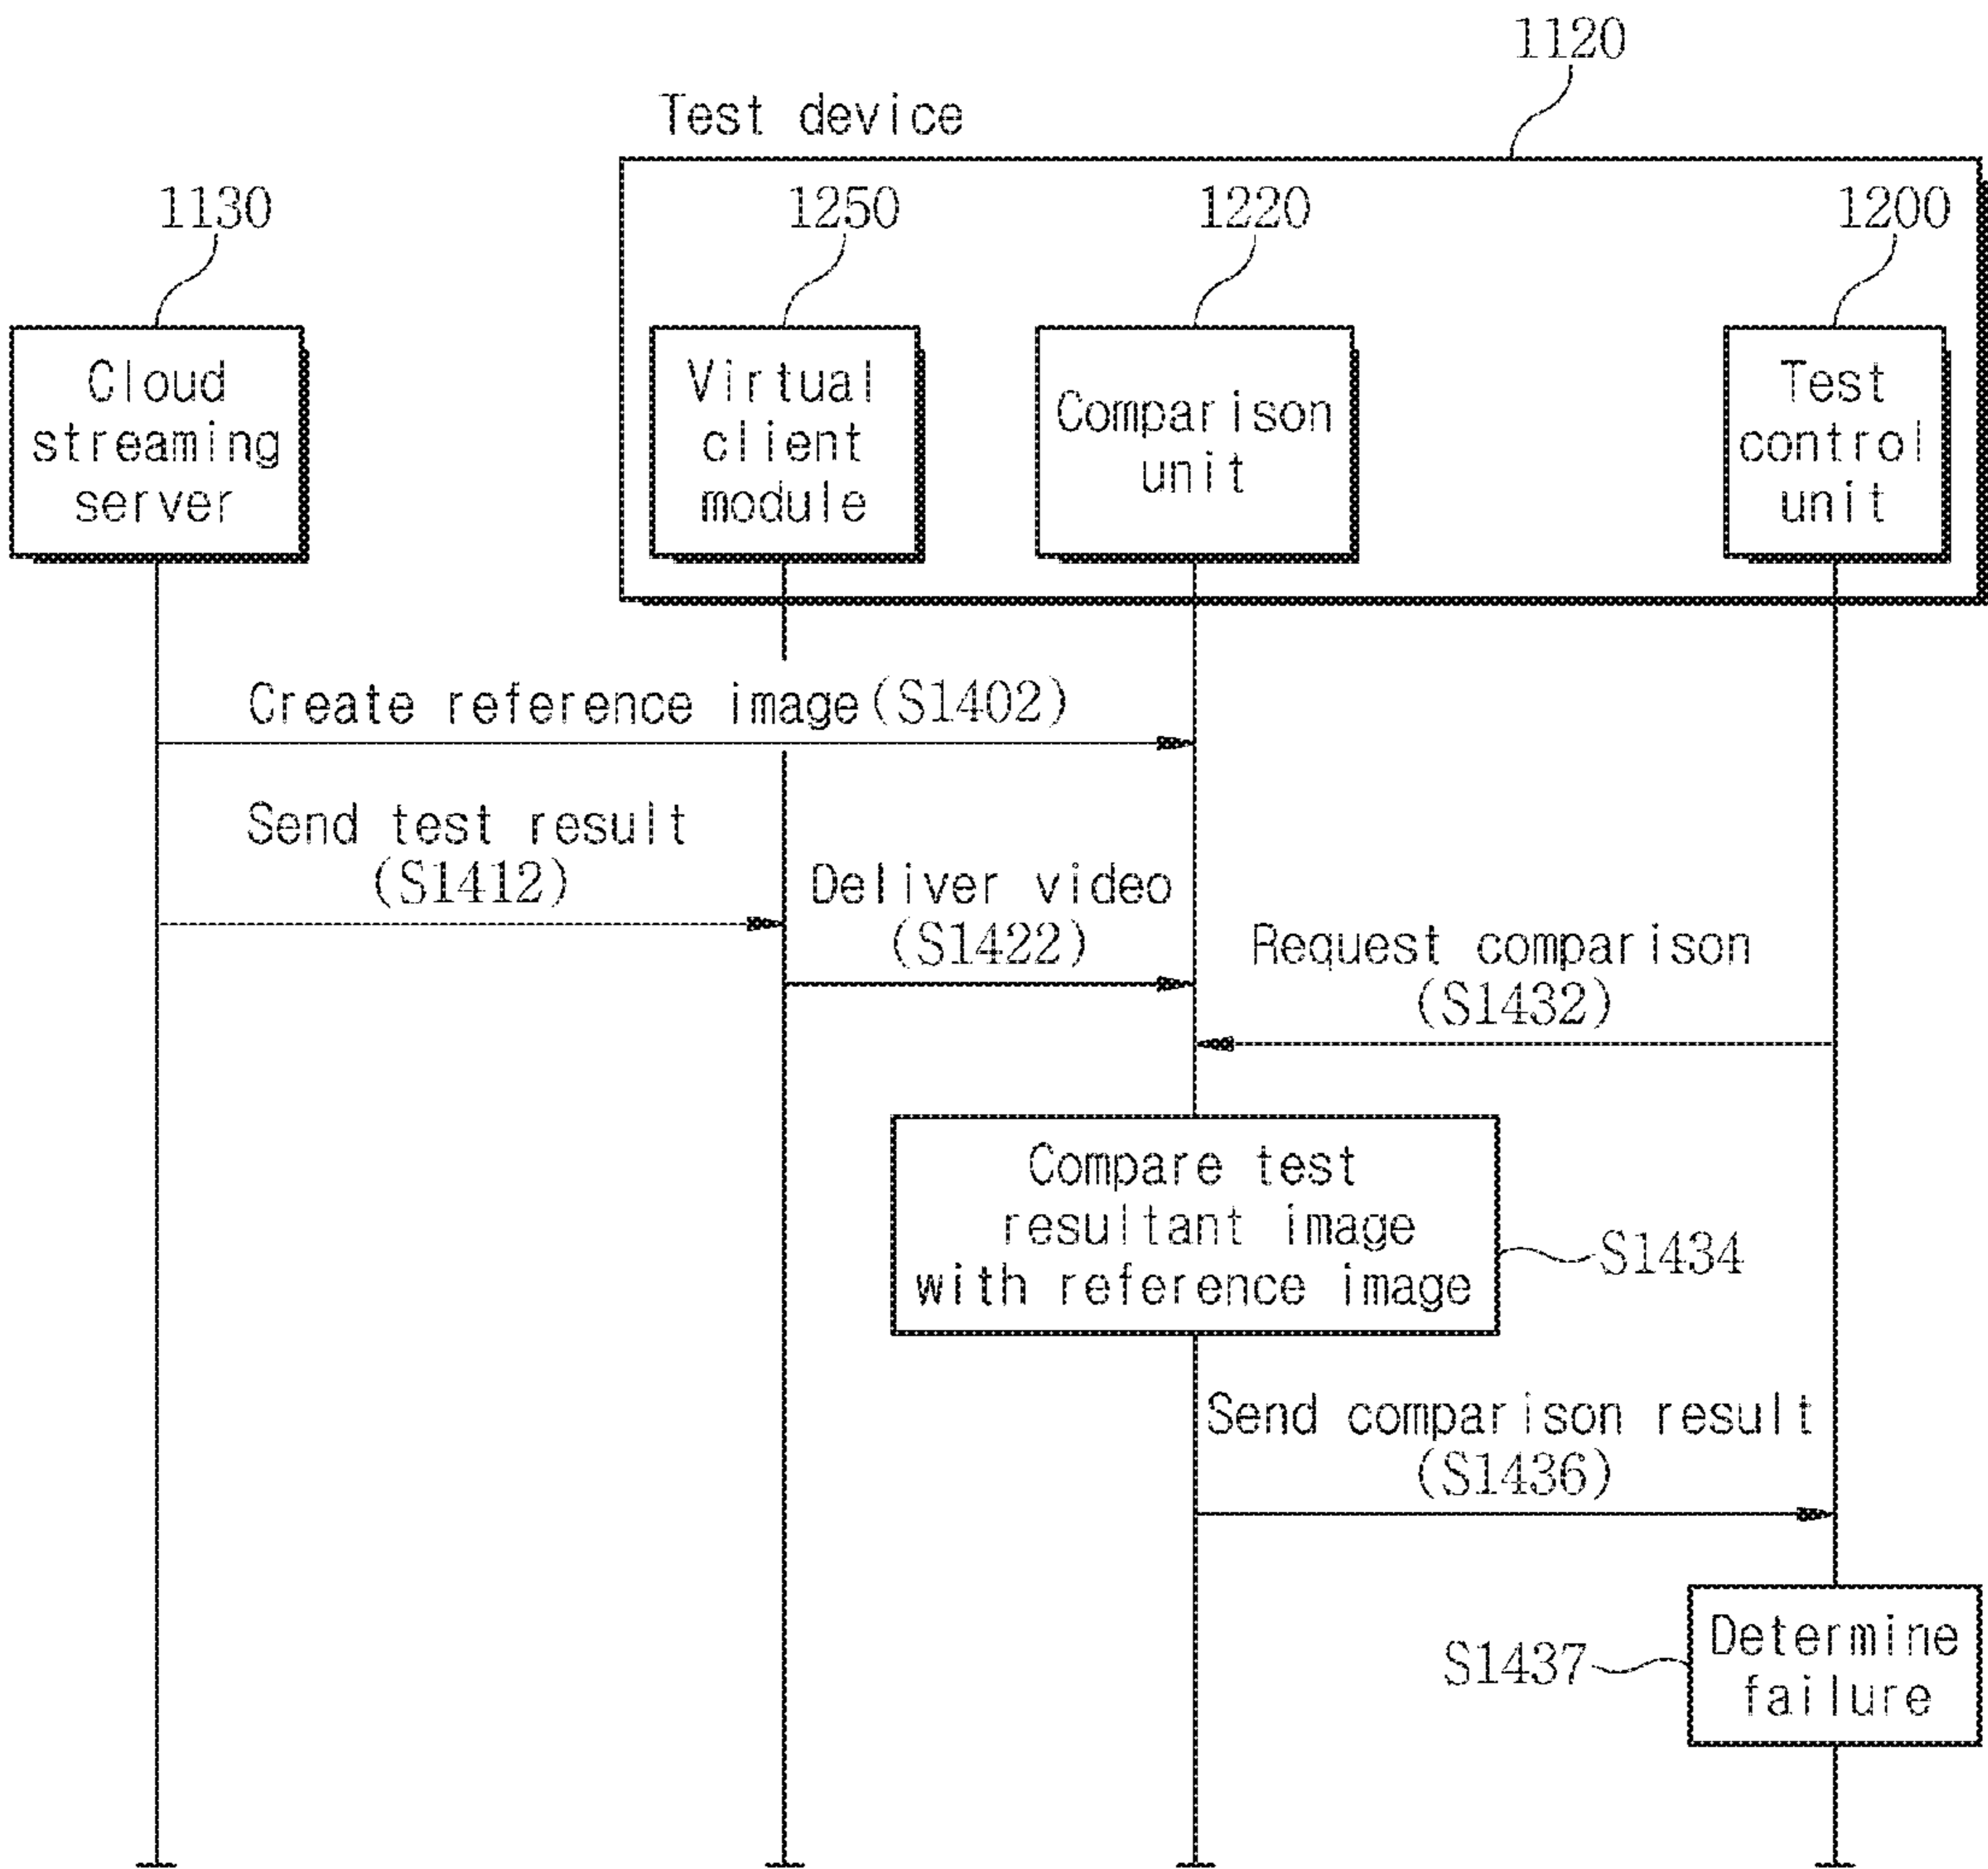 1120
Test device
1130
1250
1220
1200
Cloud
streaming
server
Virtual
client
module
Comparison
unit
Test
control
unit
Create reference image(S1402)
Send test result
(S1412)
Deliver video
(S1422)
Request comparison
(S1432)
Compare test
resultant image
with reference image
S1434
Send comparison result
(S1436)
Determine
failure
S1437